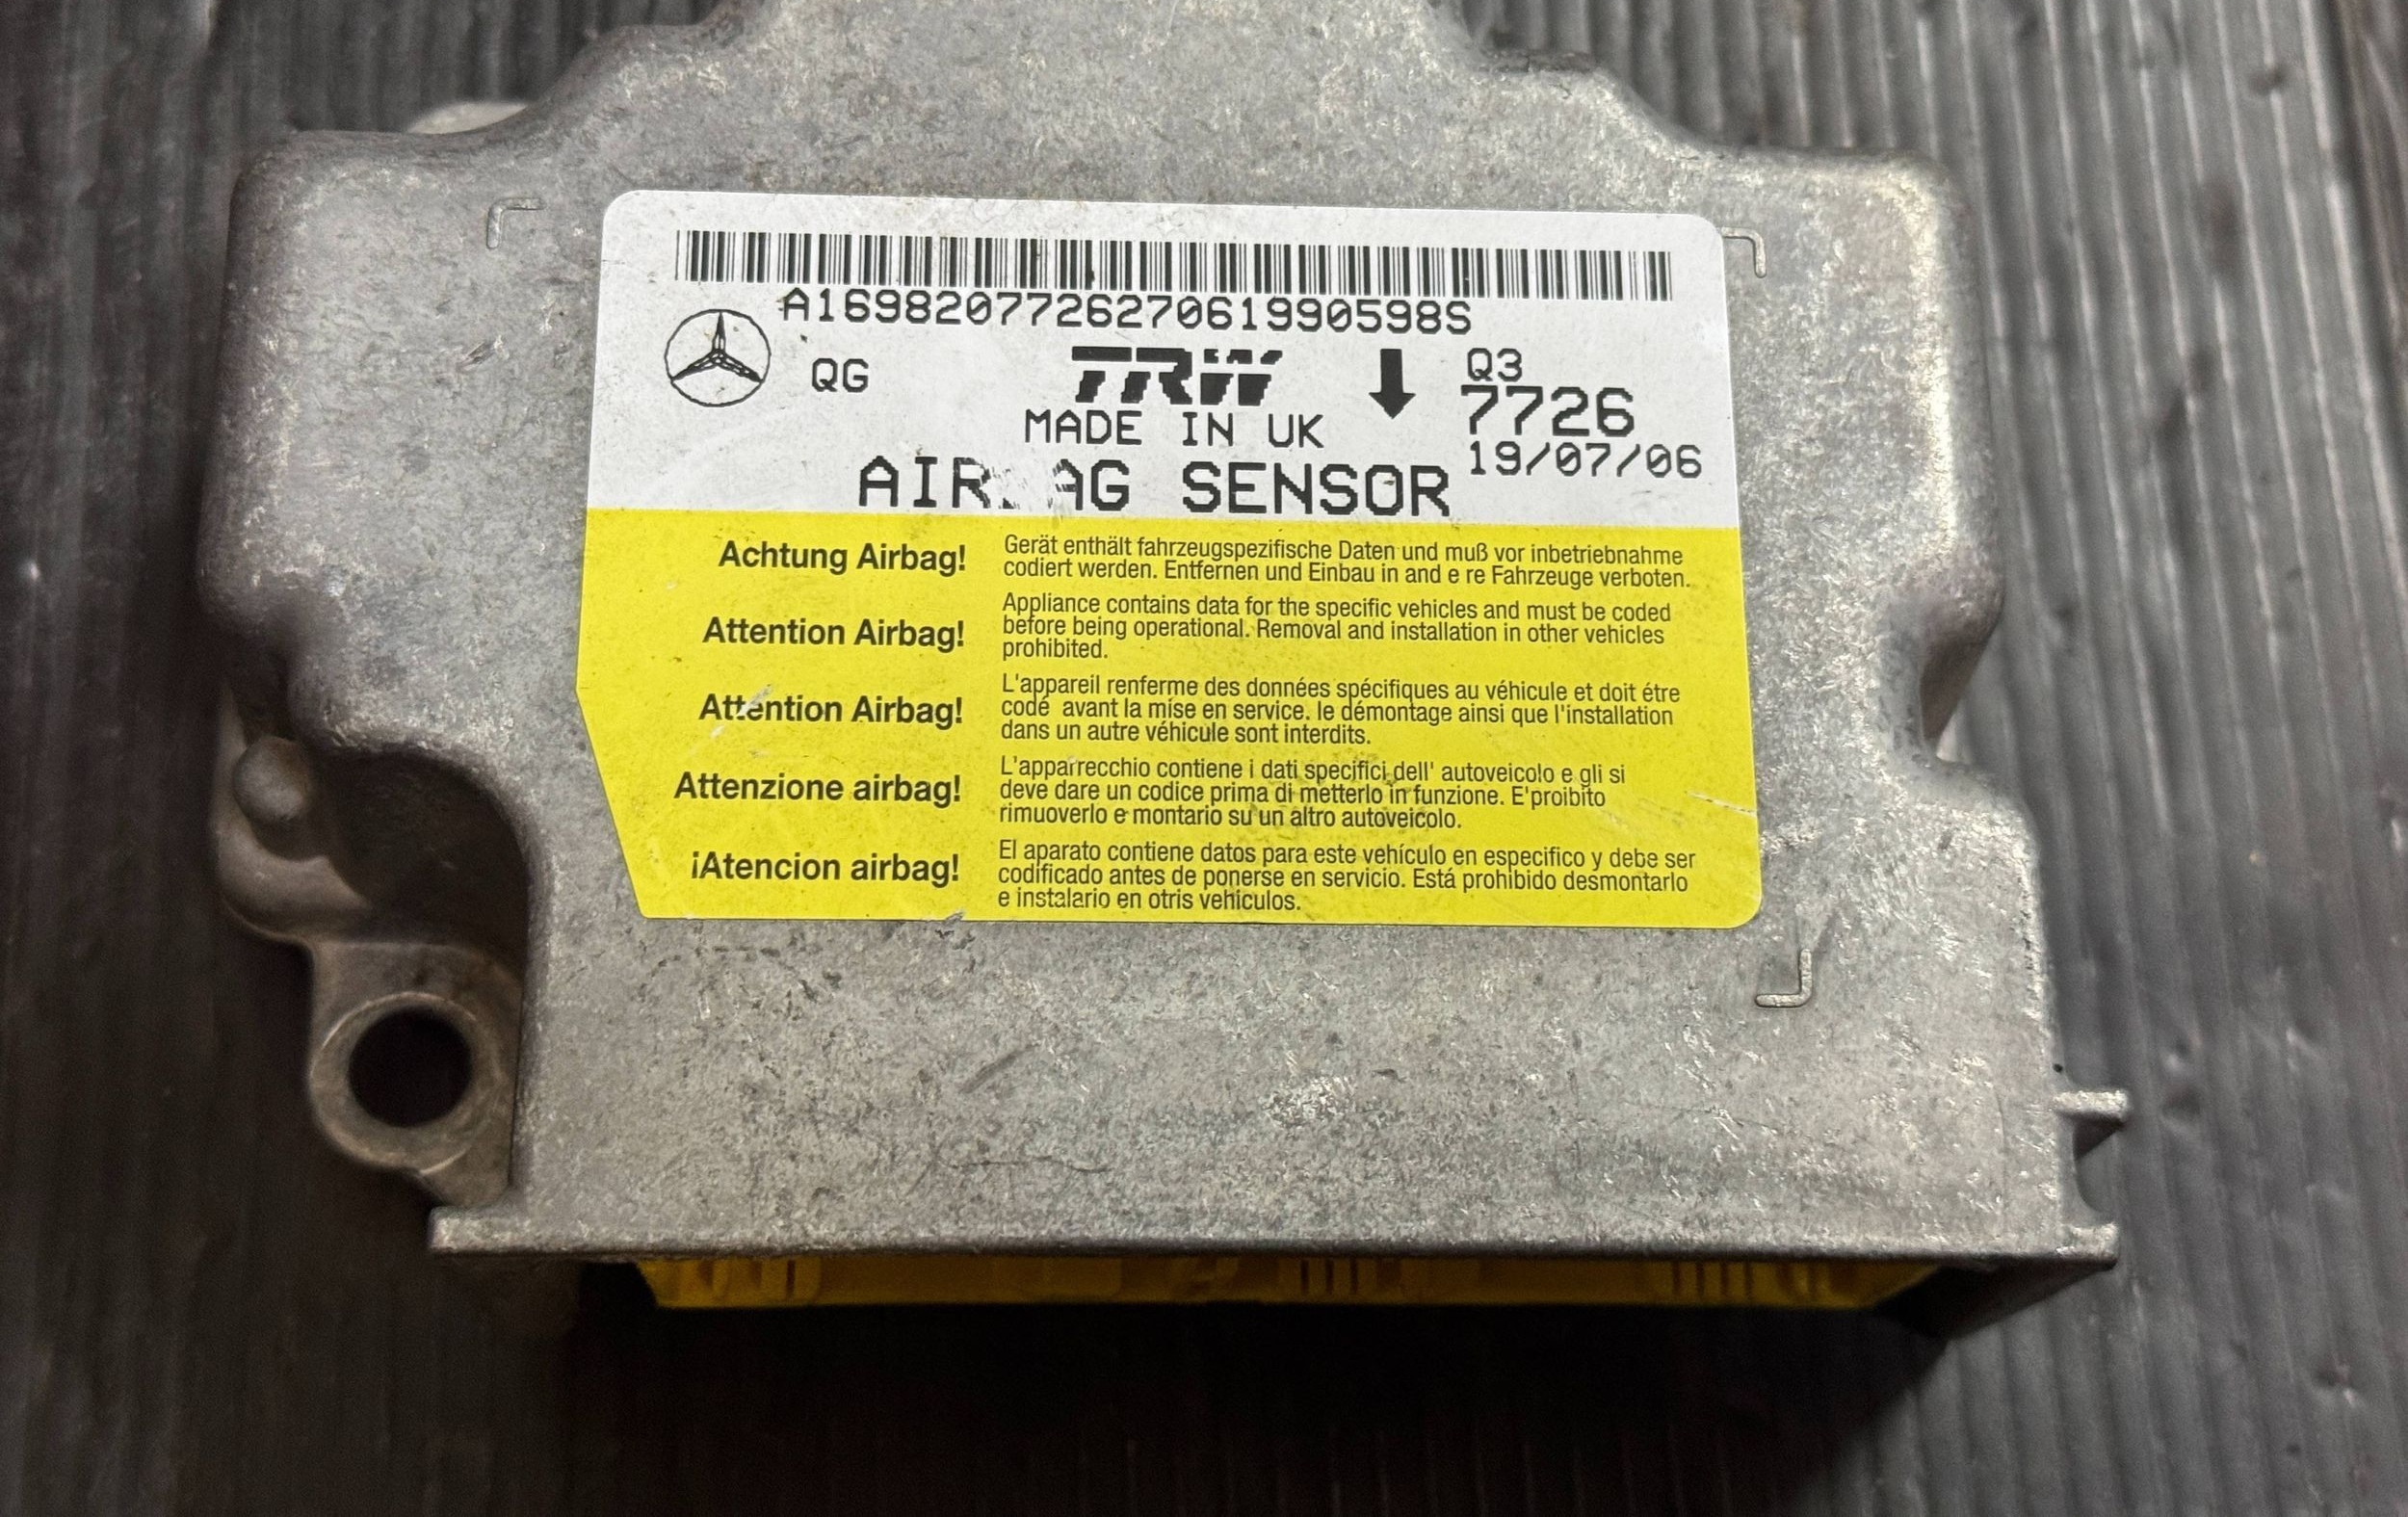 A169820772627061990598S
QG
TRW
Q3
7726
MADE IN UK
19/07/06
AIR AG SENSOR
Achtung Airbag!
Gerät enthält fahrzeugspezifische Daten und muß vor inbetriebnahme
codiert werden. Entfernen und Einbau in and e re Fahrzeuge verboten.
Attention Airbag!
Appliance contains data for the specific vehicles and must be coded
before being operational. Removal and installation in other vehicles
prohibited.
Attention Airbag!
L'appareil renferme des données spécifiques au véhicule et doit étre
codé avant la mise en service. le démontage ainsi que l'installation
dans un autre véhicule sont interdits.
Attenzione airbag!
L'apparrecchio contiene i dati specifici dell' autoveicolo e gli si
deve dare un codice prima di metterlo in funzione. E'proibito
rimuoverlo e montario su un altro autoveicolo.
¡Atencion airbag!
El aparato contiene datos para este vehículo en especifico y debe ser
codificado antes de ponerse en servicio. Está prohibido desmontarlo
e instalario en otris vehiculos.